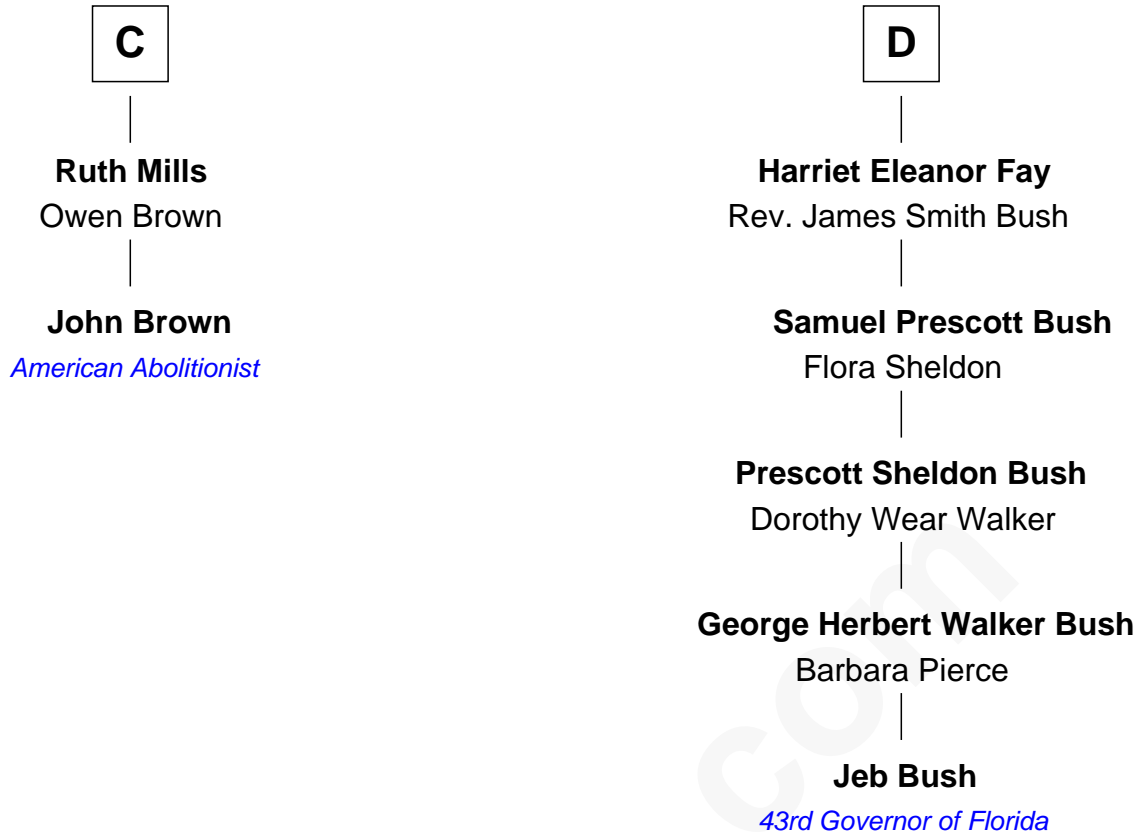 C
Ruth Mills
Owen Brown
John Brown
American Abolitionist
D
Harriet Eleanor Fay
Rev. James Smith Bush
Samuel Prescott Bush
Flora Sheldon
Prescott Sheldon Bush
Dorothy Wear Walker
George Herbert Walker Bush
Barbara Pierce
Jeb Bush
43rd Governor of Florida
com